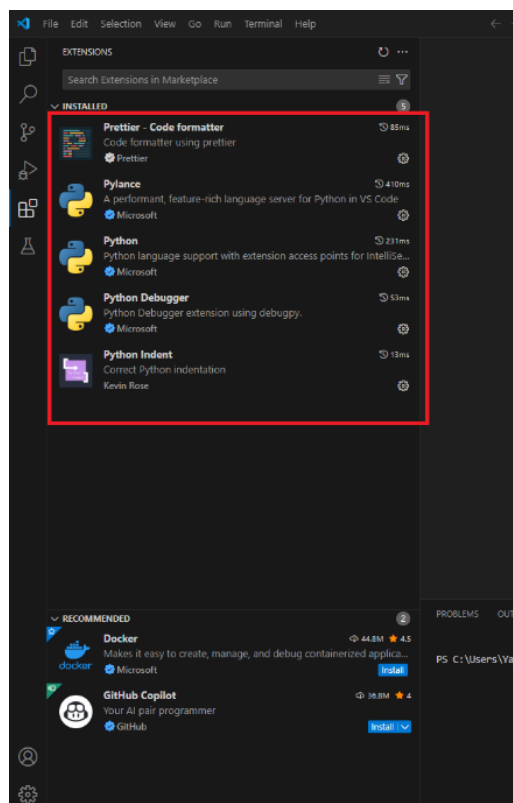 File Edit Selection View Go Run Terminal Help
EXTENSIONS
Search Extensions in Marketplace
INSTALLED 5
Prettier - Code formatter 85ms
Code formatter using prettier
Prettier
Pylance 410ms
A performant, feature-rich language server for Python in VS Code
Microsoft
Python 231ms
Python language support with extension access points for IntelliSe...
Microsoft
Python Debugger 53ms
Python Debugger extension using debugpy.
Microsoft
Python Indent 13ms
Correct Python indentation
Kevin Rose
RECOMMENDED 2
Docker 44.8M 4.5
Makes it easy to create, manage, and debug containerized applica...
docker
Microsoft Install
GitHub Copilot 36.8M 4
Your AI pair programmer
GitHub Install
PROBLEMS OUT
PS C:\Users\Ya